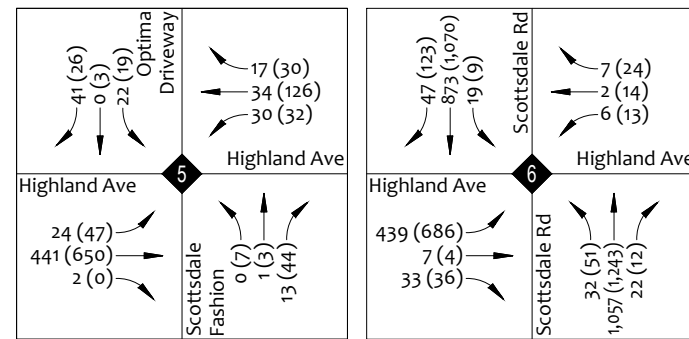 41 (26)
0 (3)
22 (19)
Optima
Driveway
17 (30)
34 (126)
30 (32)
Highland Ave
Highland Ave
5
24 (47)
441 (650)
2 (0)
Scottsdale
Fashion
0 (7)
1 (3)
13 (44)
47 (123)
873 (1,070)
19 (9)
Scottsdale Rd
7 (24)
2 (14)
6 (13)
Highland Ave
Highland Ave
6
439 (686)
7 (4)
33 (36)
Scottsdale Rd
32 (51)
1,057 (1,243)
22 (12)